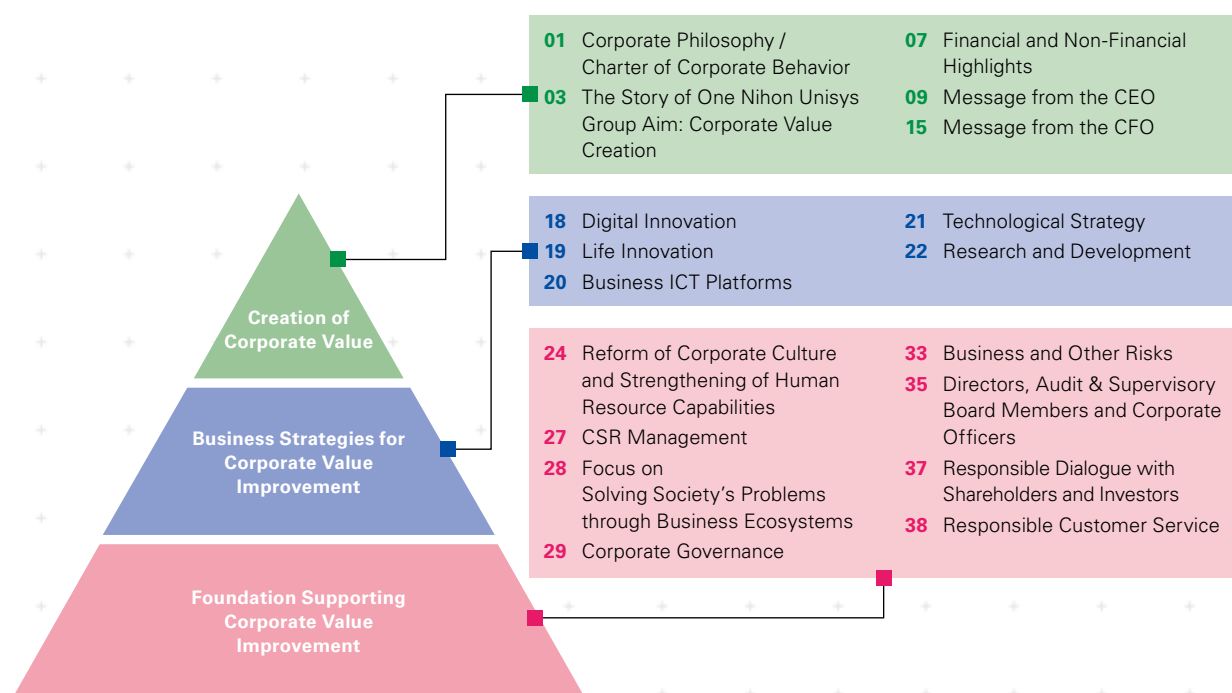 01 Corporate Philosophy /
Charter of Corporate Behavior
03 The Story of One Nihon Unisys
Group Aim: Corporate Value
Creation
07 Financial and Non-Financial
Highlights
09 Message from the CEO
15 Message from the CFO
18 Digital Innovation
19 Life Innovation
20 Business ICT Platforms
21 Technological Strategy
22 Research and Development
24 Reform of Corporate Culture
and Strengthening of Human
Resource Capabilities
27 CSR Management
28 Focus on
Solving Society’s Problems
through Business Ecosystems
29 Corporate Governance
33 Business and Other Risks
35 Directors, Audit & Supervisory
Board Members and Corporate
Officers
37 Responsible Dialogue with
Shareholders and Investors
38 Responsible Customer Service
Creation of
Corporate Value
Business Strategies for
Corporate Value
Improvement
Foundation Supporting
Corporate Value
Improvement